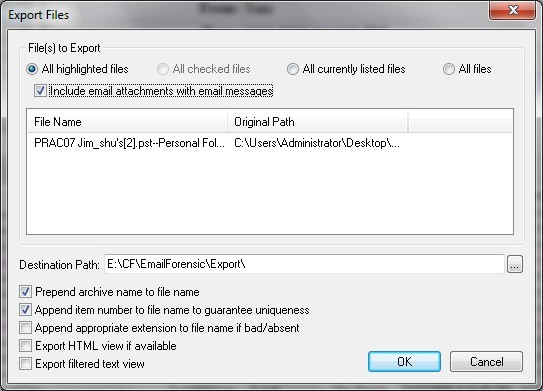 Export Files
File(s) to Export
All highlighted files
All checked files
All currently listed files
All files
Include email attachments with email messages
File Name
Original Path
PRAC07 Jim_shu's[2].pst--Personal Fol...
C:\Users\Administrator\Desktop\...
Destination Path:
E:\CF\EmailForensic\Export\
...
Prepend archive name to file name
Append item number to file name to guarantee uniqueness
Append appropriate extension to file name if bad/absent
Export HTML view if available
Export filtered text view
OK
Cancel